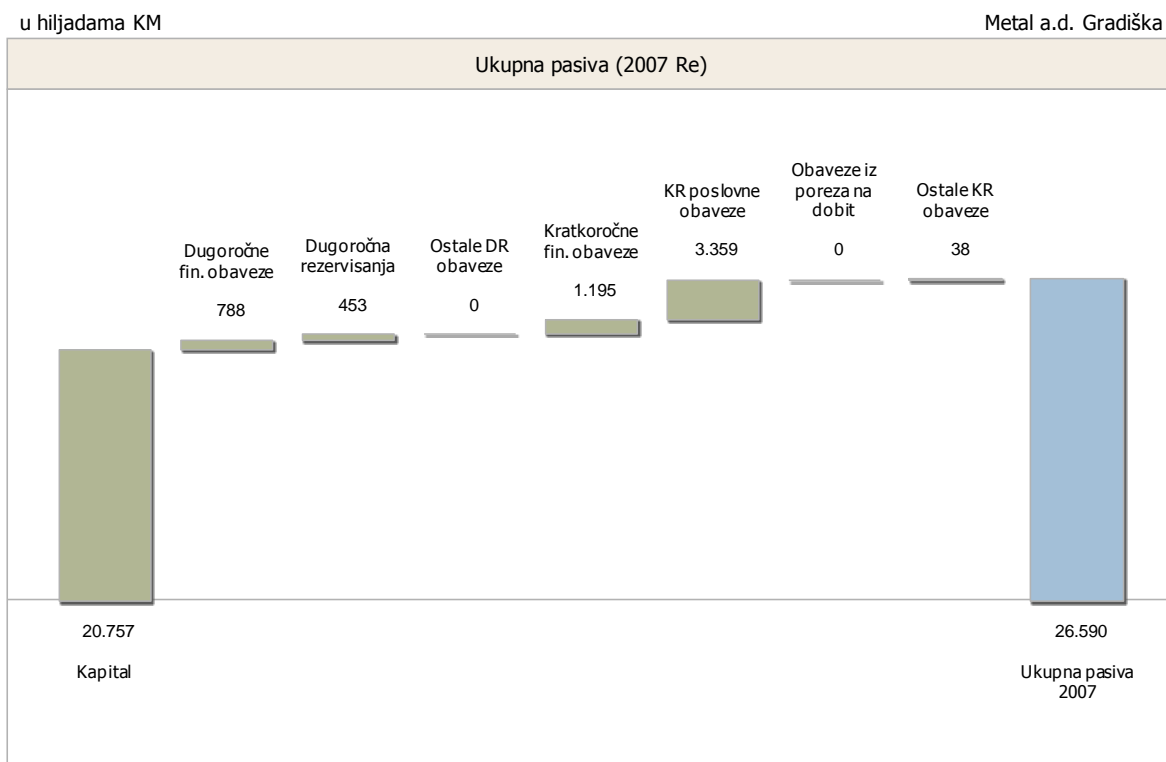 u hiljadama KM
Metal a.d. Gradiška
Ukupna pasiva (2007 Re)
Dugoročne
fin. obaveze
788
Dugoročna
rezervisanja
453
Ostale DR
obaveze
0
Kratkoročne
fin. obaveze
1.195
KR poslovne
obaveze
3.359
Obaveze iz
poreza na
dobit
0
Ostale KR
obaveze
38
20.757
Kapital
26.590
Ukupna pasiva
2007